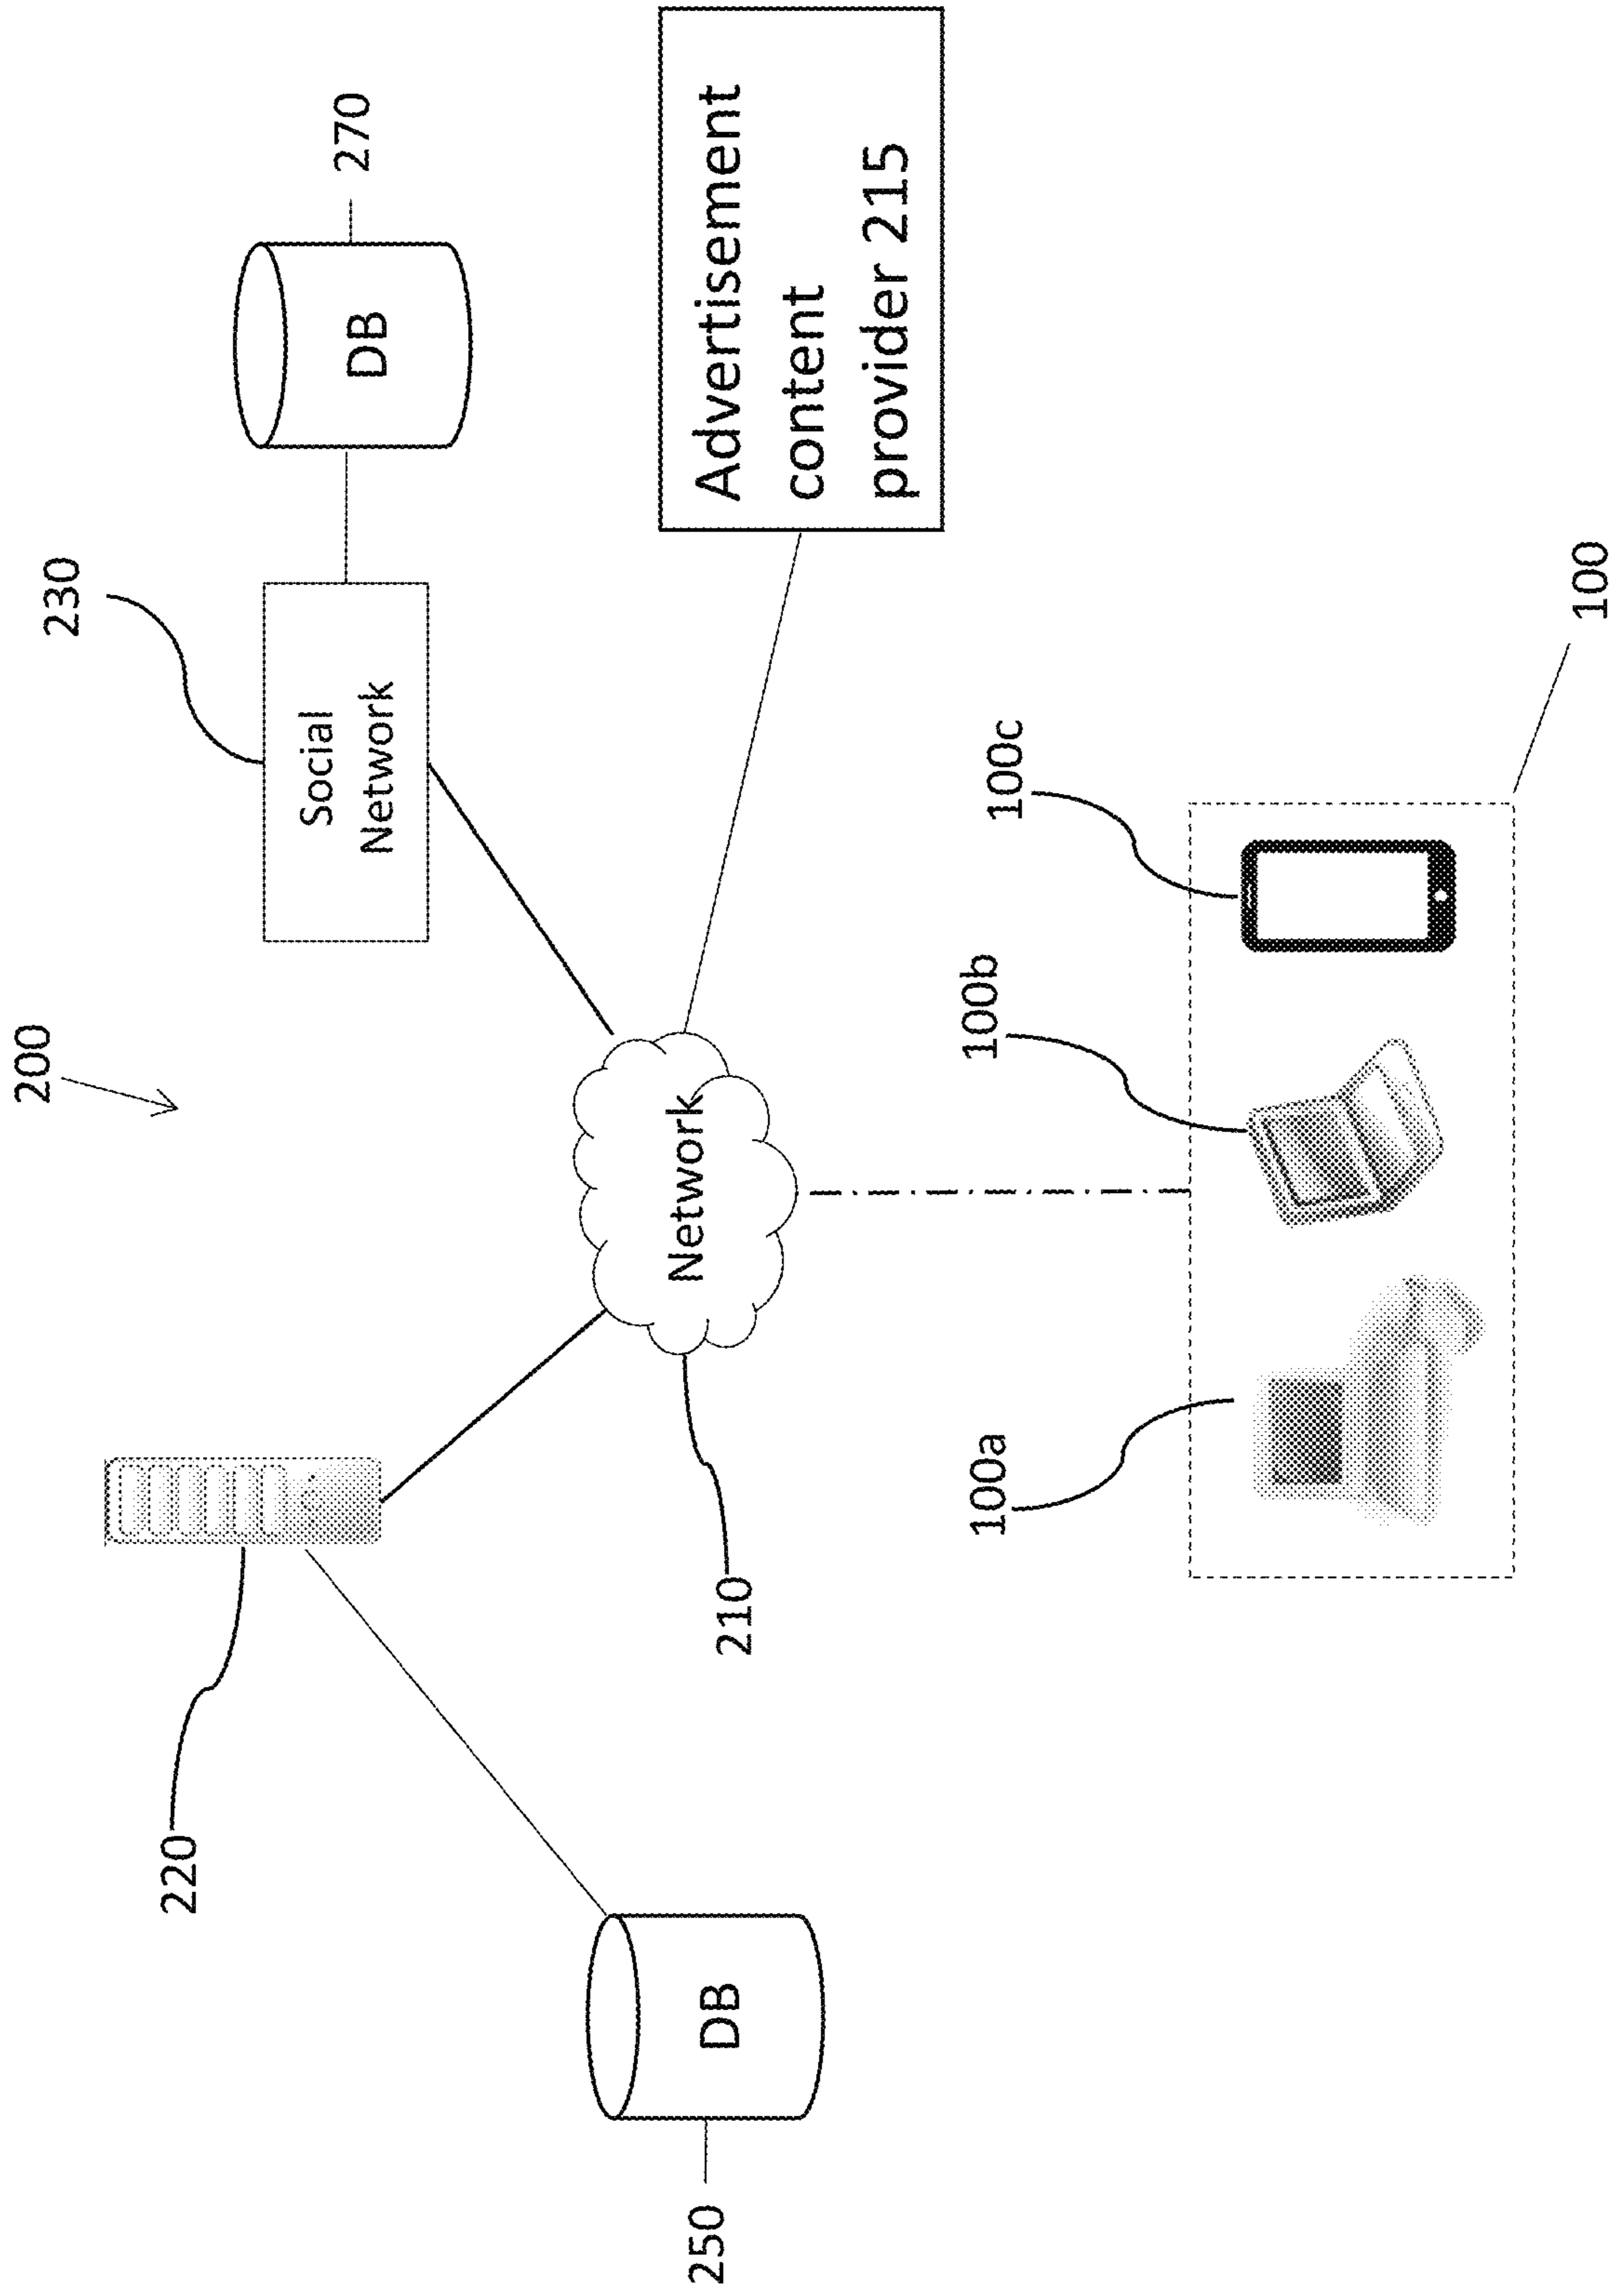 200
220
230
270
DB
Social
Network
Network
210
Advertisement
content
provider 215
250
DB
100a
100b
100c
100